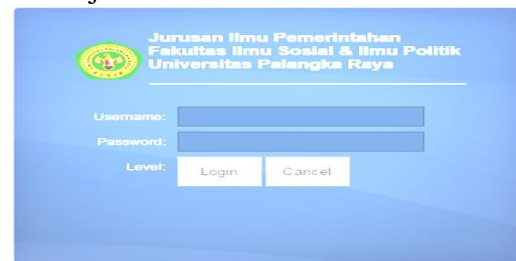 Jurusan Ilmu Pemerintahan
Fakultas Ilmu Sosial & Ilmu Politik
Universitas Palangka Raya
Username:
Password:
Level:
Login Cancel